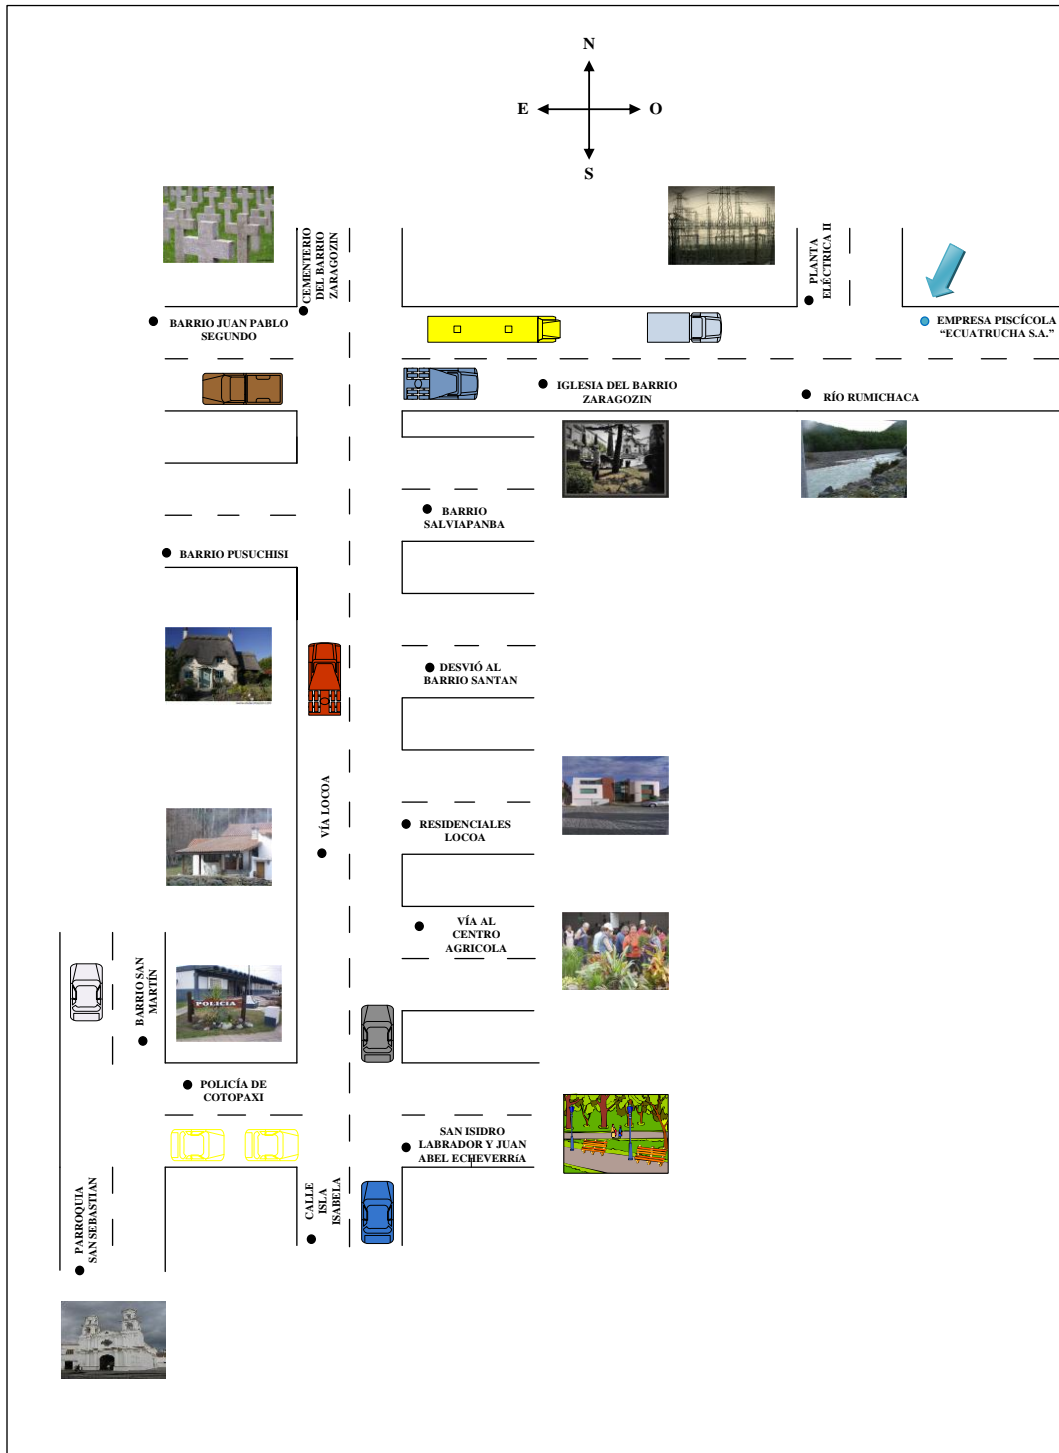 N
E
O
S
CEMENTERIO
DEL BARRIO
ZARAGOZIN
PLANTA
ELÉCTRICA II
BARRIO JUAN PABLO
SEGUNDO
EMPRESA PISCÍCOLA
“ECUATRUCHA S.A.”
IGLESIA DEL BARRIO
ZARAGOZIN
RÍO RUMICHACA
BARRIO
SALVIAPANBA
BARRIO PUSUCHISI
DESVIÓ AL
BARRIO SANTAN
VÍA LOCOA
RESIDENCIALES
LOCOA
VÍA AL
CENTRO
AGRICOLA
BARRIO SAN
MARTÍN
POLICIA
POLICÍA DE
COTOPAXI
SAN ISIDRO
LABRADOR Y JUAN
ABEL ECHEVERRíA
CALLE
ISLA
ISABELA
PARROQUIA
SAN SEBASTIAN